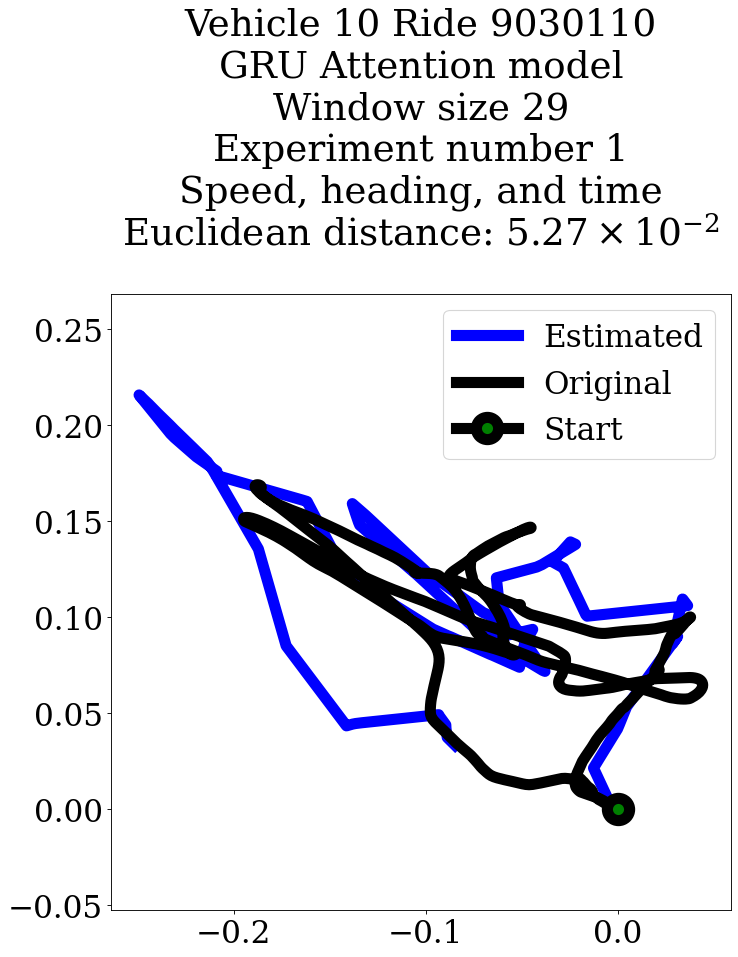 Vehicle 10 Ride 9030110
GRU Attention model
Window size 29
Experiment number 1
Speed, heading, and time
Euclidean distance: 5.27 × 10⁻²
Estimated
Original
Start
0.25
0.20
0.15
0.10
0.05
0.00
−0.05
−0.2
−0.1
0.0